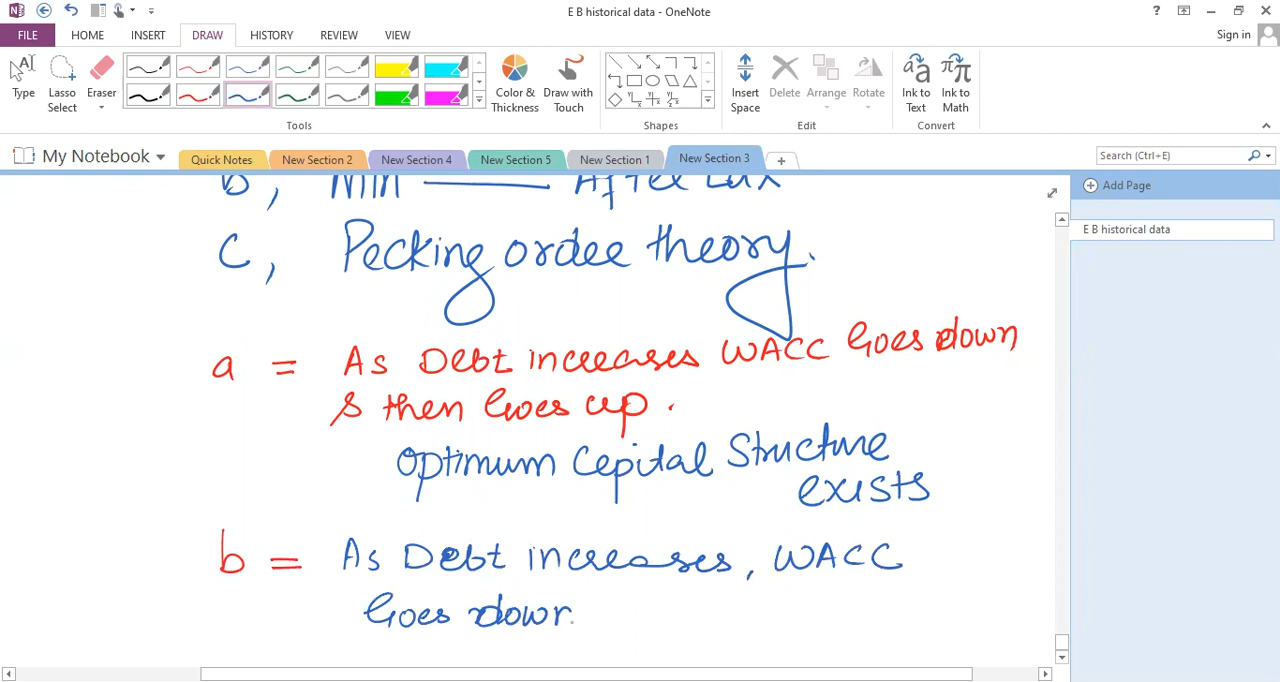 E B historical data - OneNote
FILE HOME INSERT DRAW HISTORY REVIEW VIEW Sign in
Type Lasso Select Eraser Color & Thickness Draw with Touch Insert Space Delete Arrange Rotate Ink to Text Ink to Math
Tools Shapes Edit Convert
My Notebook Quick Notes New Section 2 New Section 4 New Section 5 New Section 1 New Section 3 Search (Ctrl+E)
Add Page
E B historical data
b, MM After tax
C, Pecking order theory.
a = As Debt increases WACC Goes down
& then Goes up.
Optimum Capital Structure
exists
b = As Debt increases, WACC
Goes down